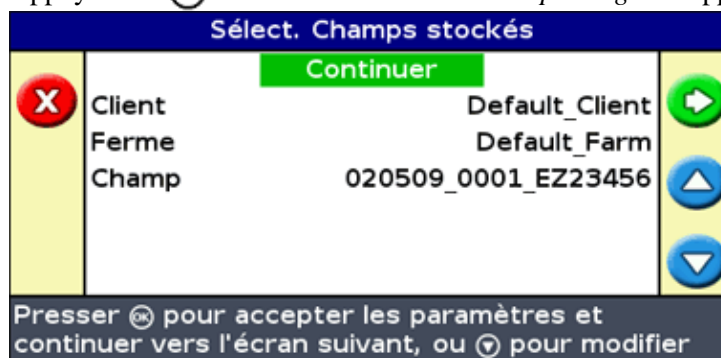 Sélect. Champs stockés
Continuer
Client Default_Client
Ferme Default_Farm
Champ 020509_0001_EZ23456
Presser OK pour accepter les paramètres et
continuer vers l'écran suivant, ou pour modifier